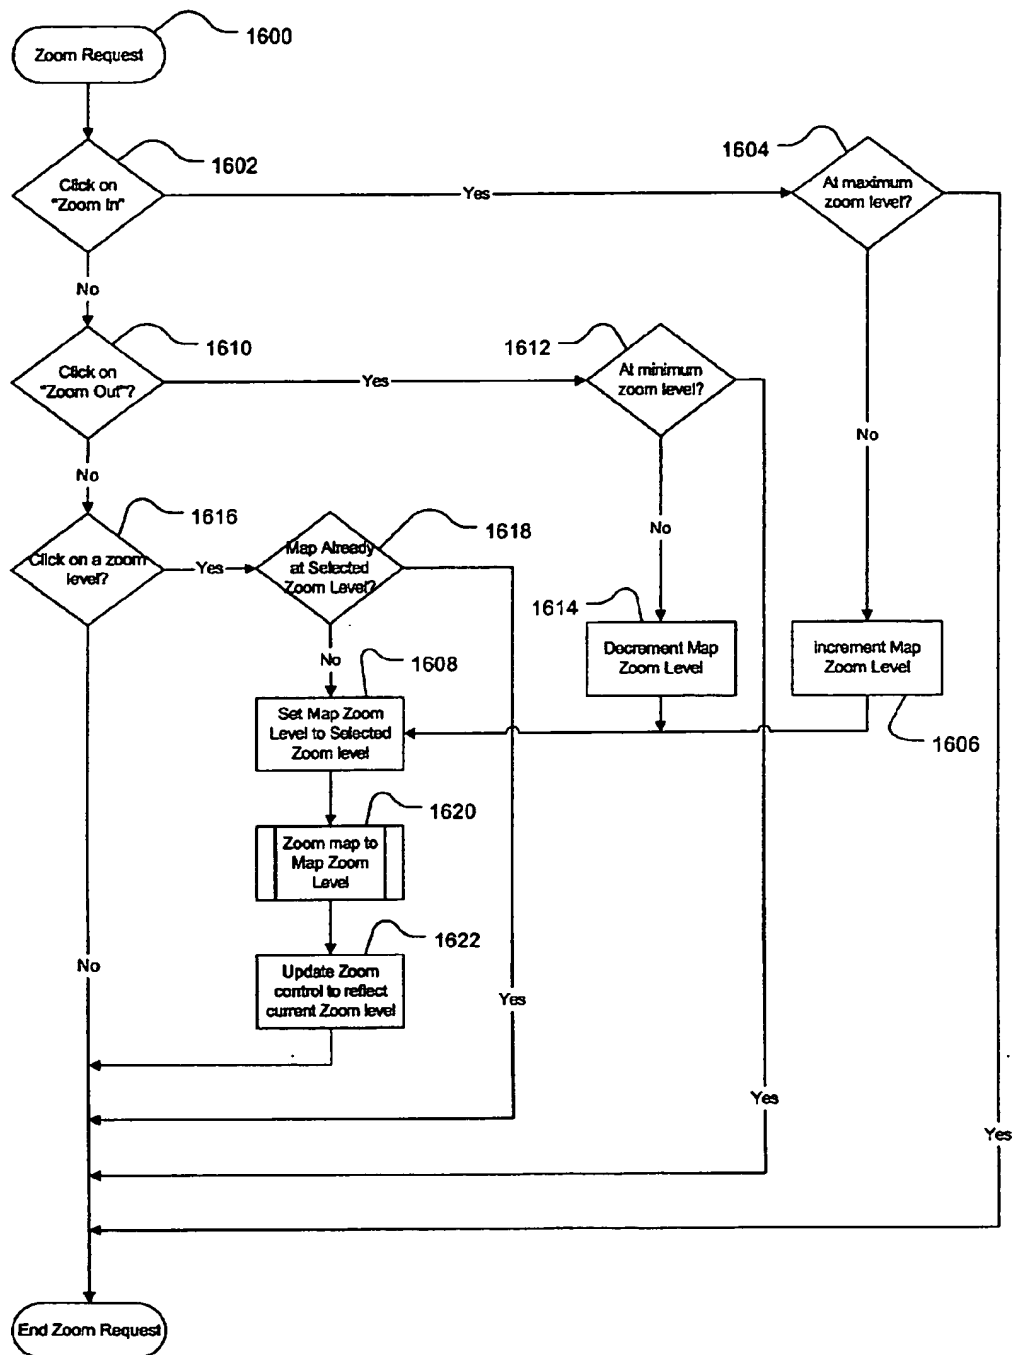 Zoom Request
1600
1602
Click on
"Zoom In"
Yes
1604
At maximum
zoom level?
No
1610
Click on
"Zoom Out"?
Yes
1612
At minimum
zoom level?
No
No
No
1616
Click on a zoom
level?
Yes
1618
Map Already
at Selected
Zoom Level?
No
1614
Decrement Map
Zoom Level
Increment Map
Zoom Level
1606
1608
Set Map Zoom
Level to Selected
Zoom level
1620
Zoom map to
Map Zoom
Level
1622
Update Zoom
control to reflect
current Zoom level
No
Yes
Yes
Yes
End Zoom Request